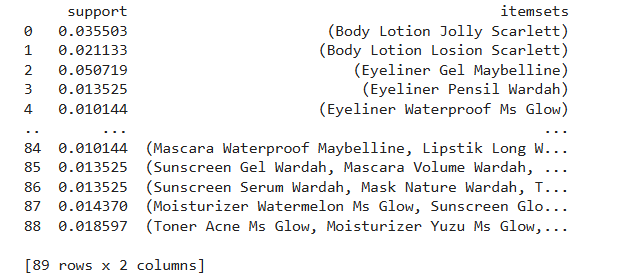 support itemsets
0 0.035503 (Body Lotion Jolly Scarlett)
1 0.021133 (Body Lotion Losion Scarlett)
2 0.050719 (Eyeliner Gel Maybelline)
3 0.013525 (Eyeliner Pensil Wardah)
4 0.010144 (Eyeliner Waterproof Ms Glow)
.. ... ...
84 0.010144 (Mascara Waterproof Maybelline, Lipstik Long W...
85 0.013525 (Sunscreen Gel Wardah, Mascara Volume Wardah, ...
86 0.013525 (Sunscreen Serum Wardah, Mask Nature Wardah, T...
87 0.014370 (Moisturizer Watermelon Ms Glow, Sunscreen Glo...
88 0.018597 (Toner Acne Ms Glow, Moisturizer Yuzu Ms Glow,...
[89 rows x 2 columns]